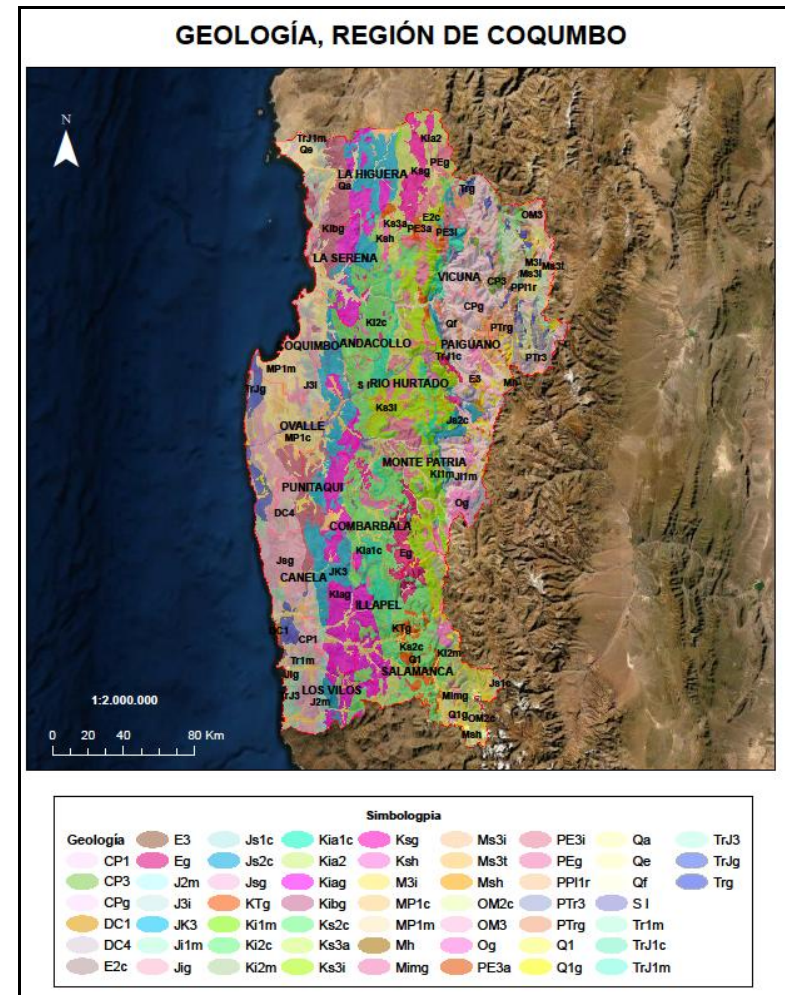 GEOLOGÍA, REGIÓN DE COQUMBO
N
TrJ1m
Qe
Kia2
LA HIGUERA
PEg
Ksg
Qa
Trg
OM3
Ks3a
E2c
Kibg
PE3a
PE3i
Ksh
LA SERENA
M3i
Ms3t
VICUNA
CP3
Ms3i
PPl1r
CPg
Ki2c
Qf
PTrg
COQUIMBO
ANDACOLLO
PAIGUANO
TrJ1c
PTr3
MP1m
TrJg
J3i
S I
RIO HURTADO
E3
Mh
Ks3i
Js2c
OVALLE
MP1c
MONTE PATRIA
Ki1m
Ji1m
PUNITAQUI
Og
DC4
COMBARBALA
Kia1c
Eg
Jsg
CANELA
JK3
Kiag
ILLAPEL
DC1
CP1
KTg
Ks2c
Ki2m
Tr1m
Q1
Jig
SALAMANCA
Js1c
TrJ3
LOS VILOS
Mimg
J2m
Q1g
OM2c
Msh
1:2.000.000
0 20 40 80 Km
Simbologpia
Geología
CP1
CP3
CPg
DC1
DC4
E2c
E3
Eg
J2m
J3i
JK3
Ji1m
Jig
Js1c
Js2c
Jsg
KTg
Ki1m
Ki2c
Ki2m
Kia1c
Kia2
Kiag
Kibg
Ks2c
Ks3a
Ks3i
Ksg
Ksh
M3i
MP1c
MP1m
Mh
Mimg
Ms3i
Ms3t
Msh
OM2c
OM3
Og
PE3a
PE3i
PEg
PPl1r
PTr3
PTrg
Q1
Q1g
Qa
Qe
Qf
S I
Tr1m
TrJ1c
TrJ1m
TrJ3
TrJg
Trg